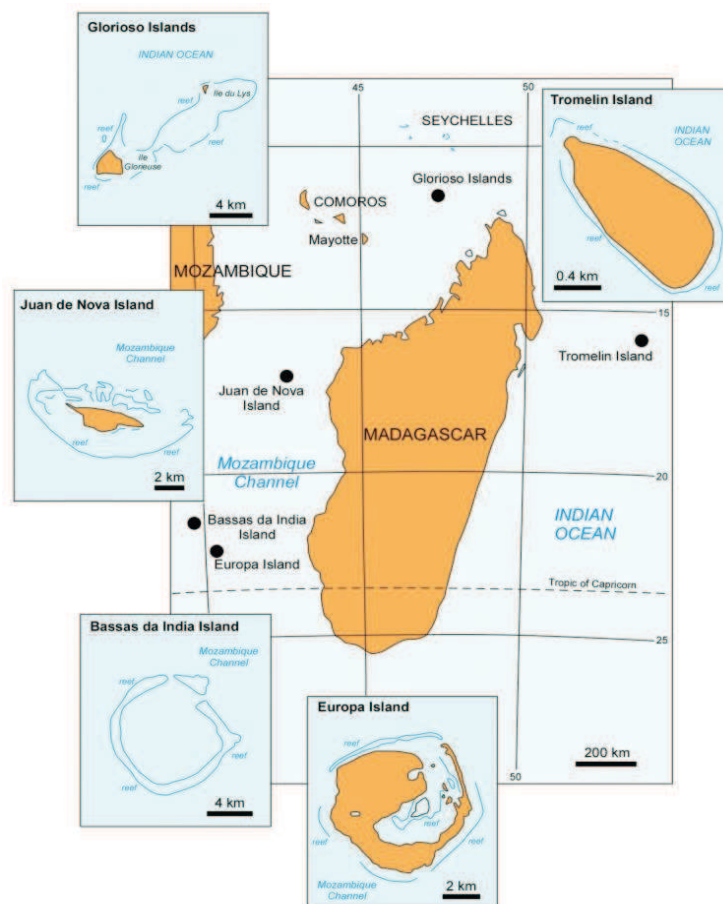 Glorioso Islands
INDIAN OCEAN
reef
Ile du Lys
reef
Ile
Glorieuse
reef
reef
4 km
45
50
SEYCHELLES
Glorioso Islands
COMOROS
Mayotte
MOZAMBIQUE
Tromelin Island
INDIAN
OCEAN
reef
reef
0.4 km
15
Tromelin Island
Juan de Nova Island
Mozambique
Channel
reef
2 km
Juan de Nova
Island
MADAGASCAR
Mozambique
Channel
20
Bassas da India
Island
Europa Island
INDIAN
OCEAN
Tropic of Capricorn
25
Bassas da India Island
Mozambique
Channel
reef
reef
reef
4 km
Europa Island
reef
reef
reef
reef
Mozambique
Channel
2 km
200 km
50